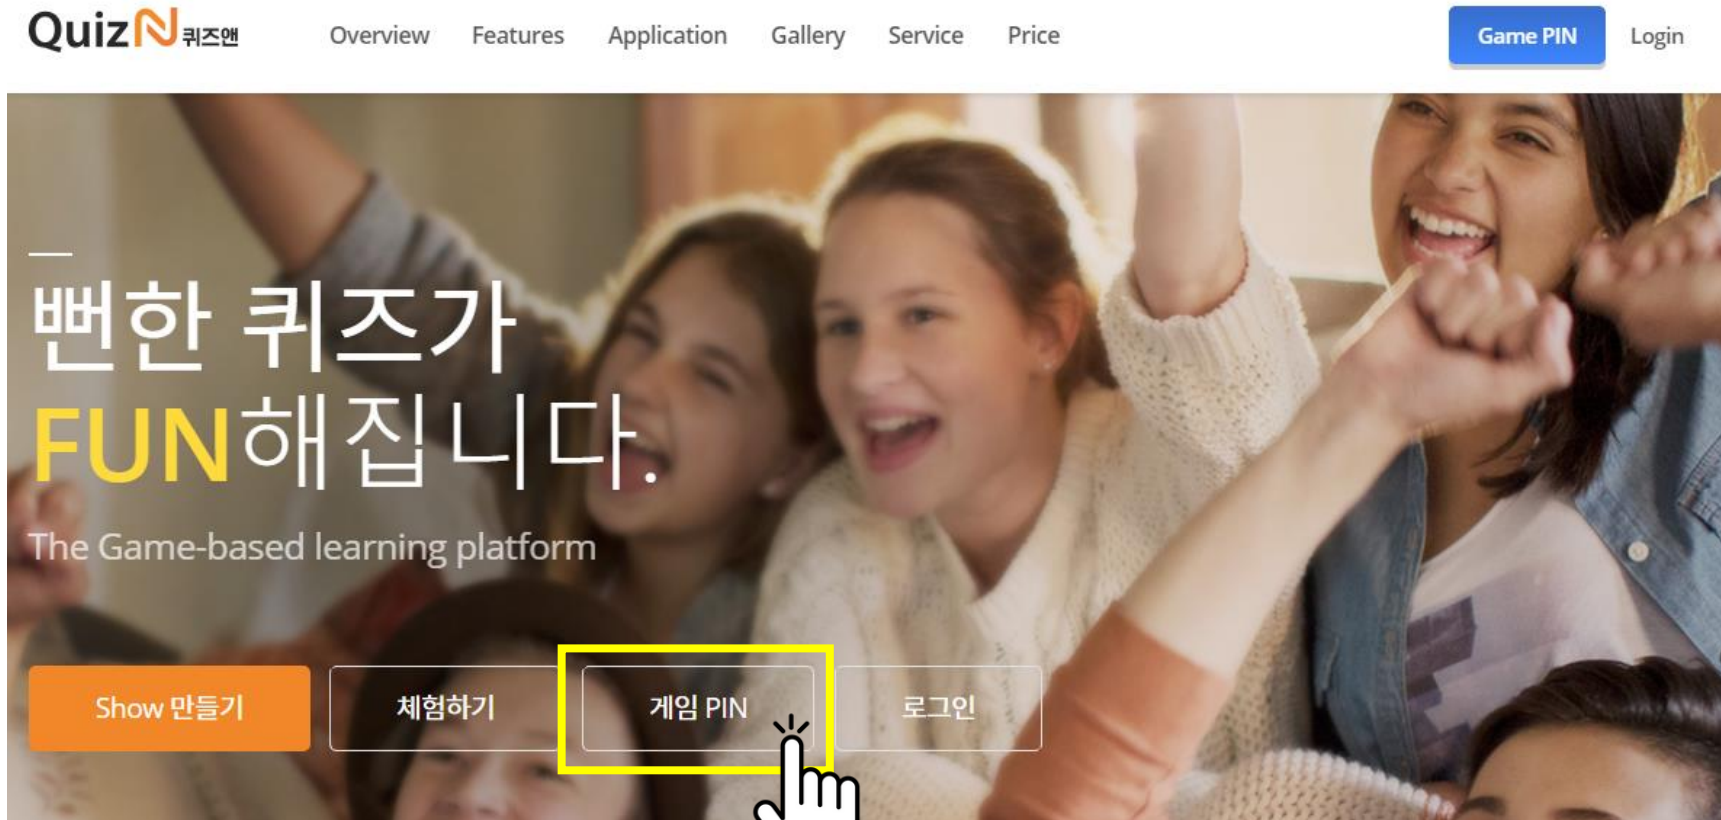 QuizN 퀴즈앤
Overview Features Application Gallery Service Price
Game PIN Login
뻔한 퀴즈가
FUN해집니다.
The Game-based learning platform
Show 만들기 체험하기 게임 PIN 로그인